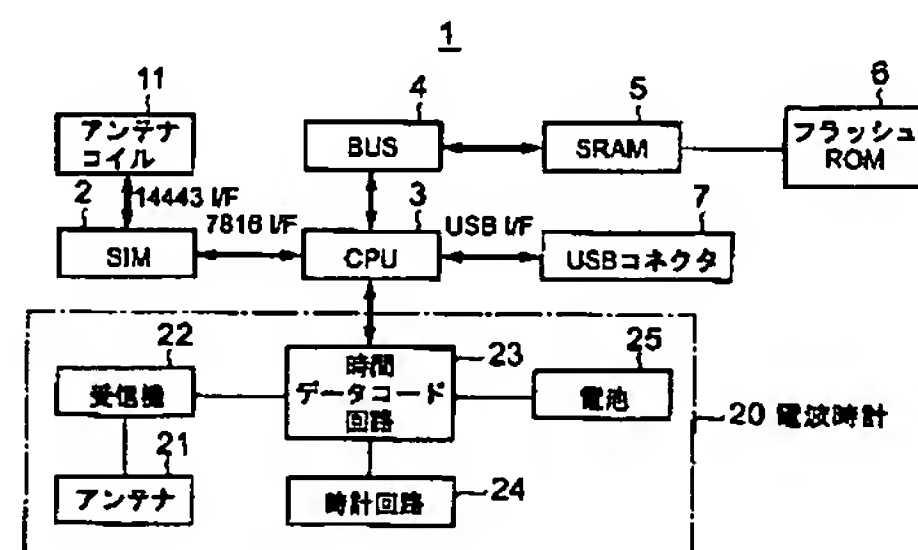 1
11
4
5
6
アンテナ
コイル
BUS
SRAM
フラッシュ
ROM
14443 I/F
2
7816 I/F
3
USB I/F
7
SIM
CPU
USBコネクタ
22
23
25
受信機
時間
データコード
回路
電池
20 電波時計
21
アンテナ
24
時計回路